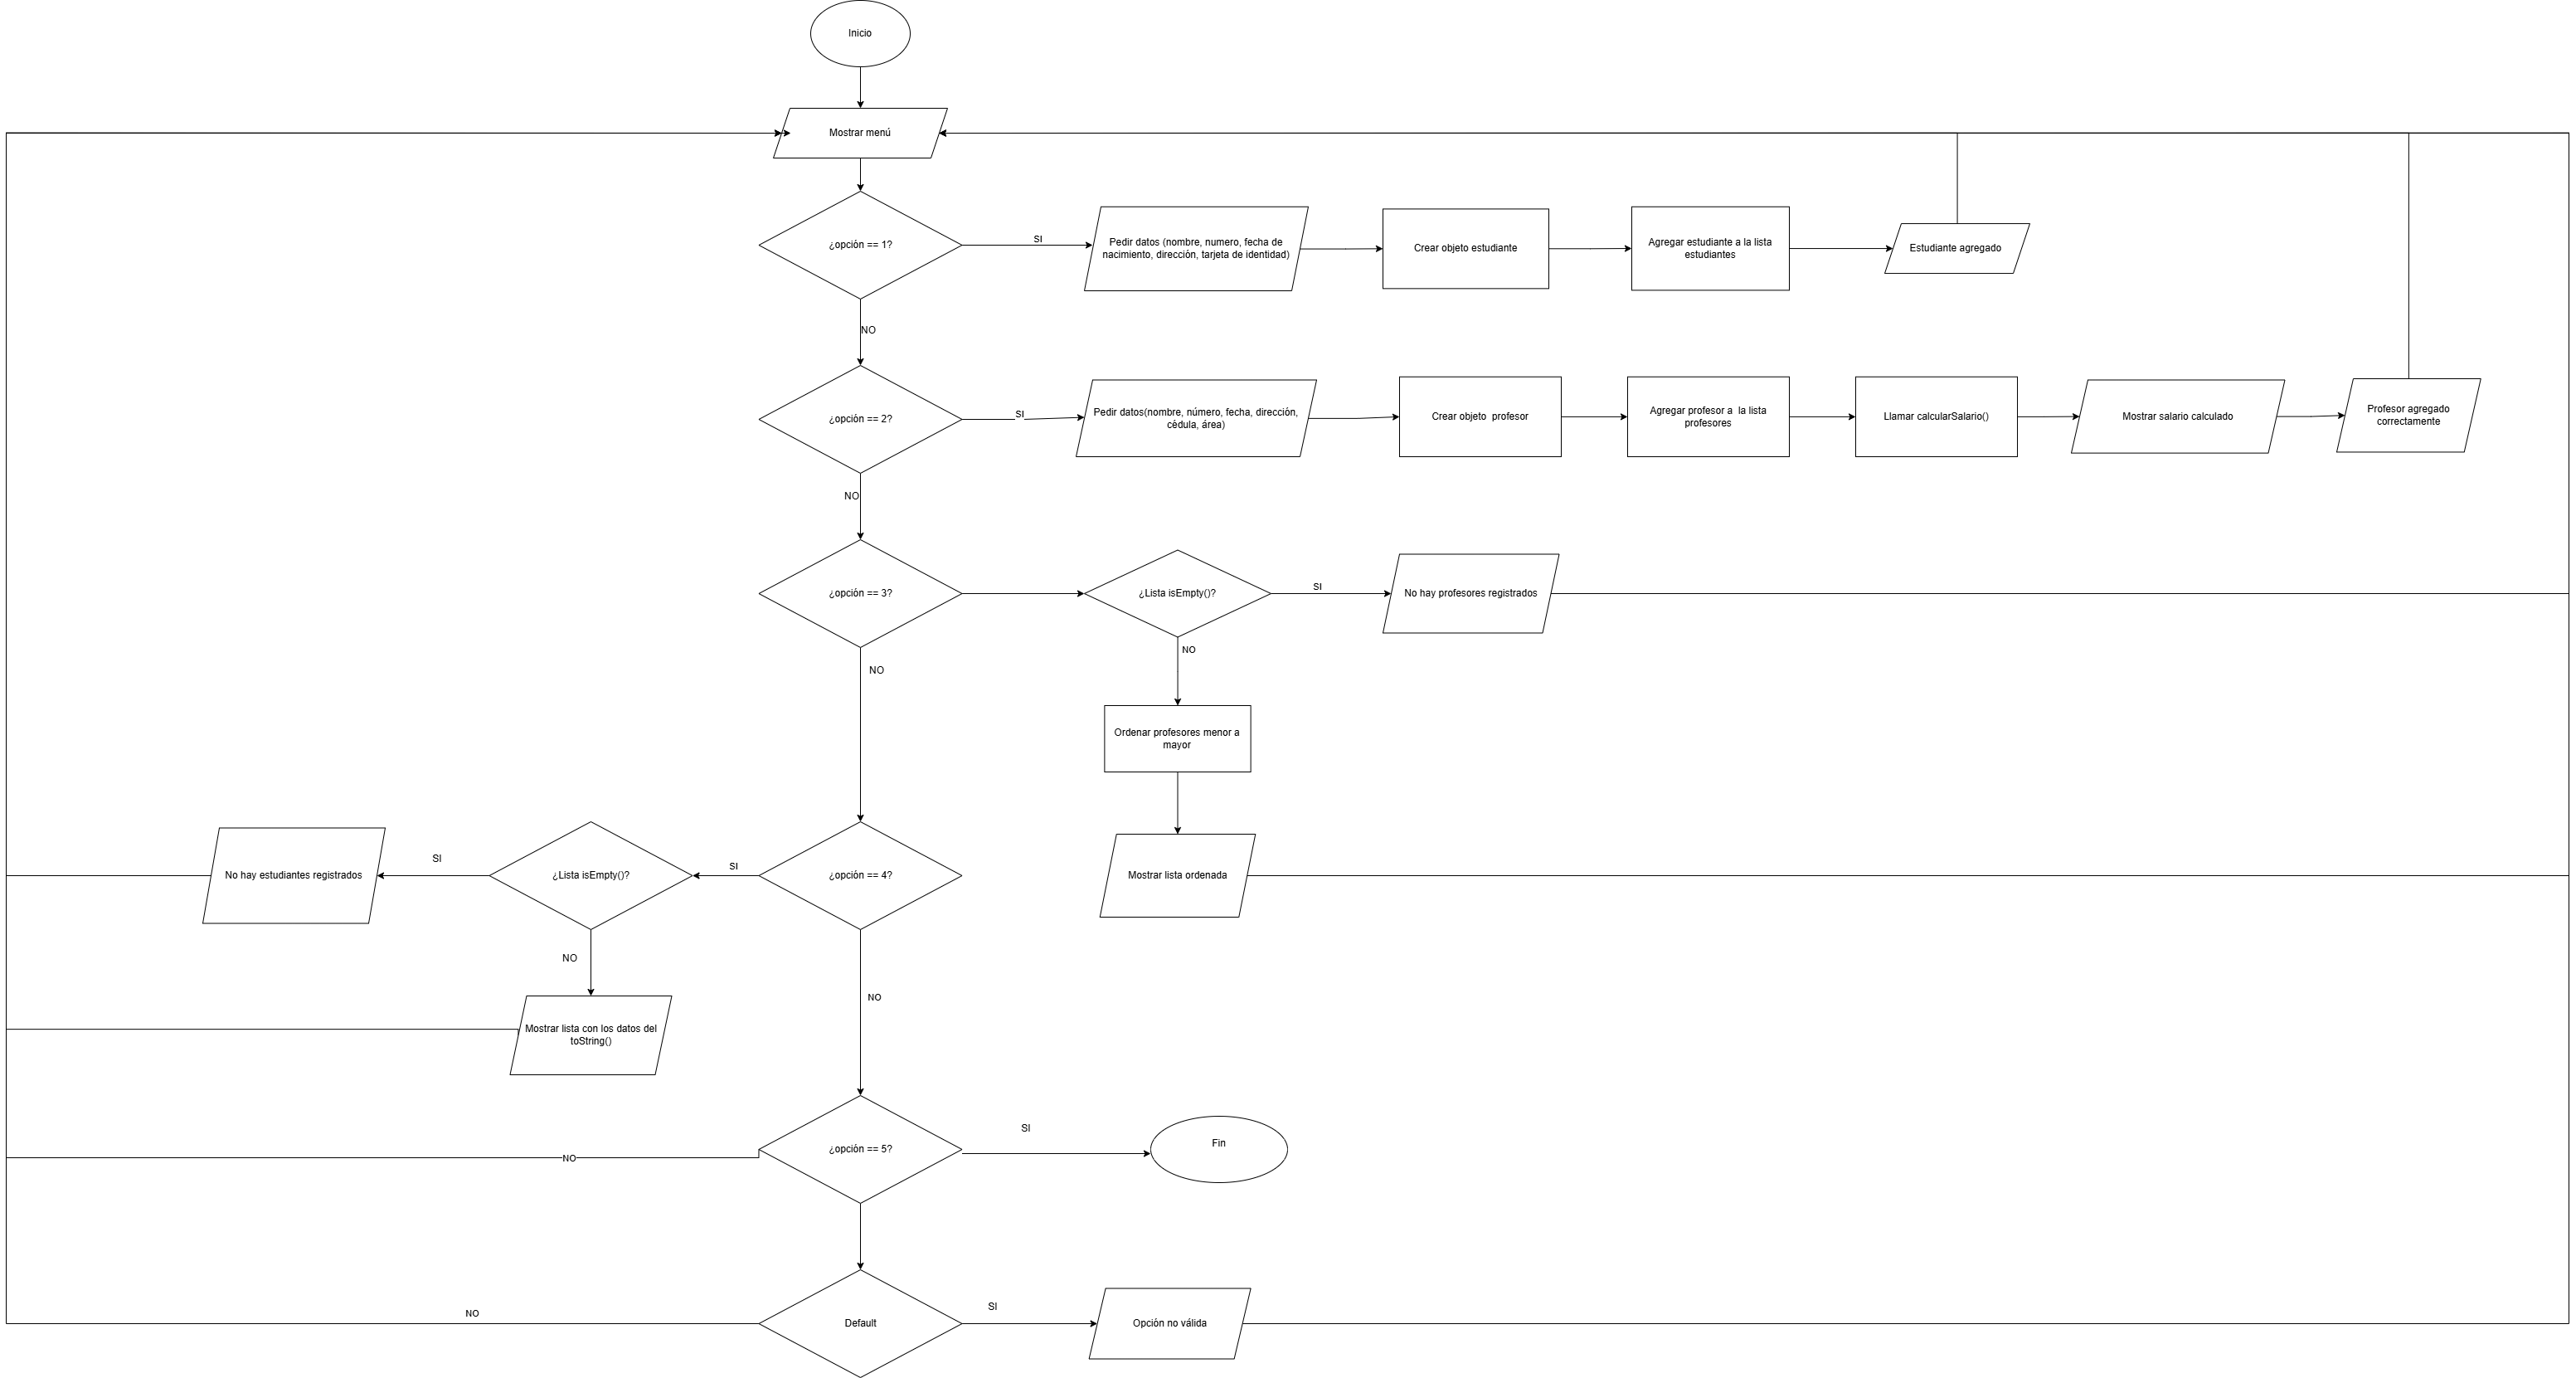 Inicio
Mostrar menú
¿opción == 1?
SI
Pedir datos (nombre, numero, fecha de
nacimiento, dirección, tarjeta de identidad)
Crear objeto estudiante
Agregar estudiante a la lista
estudiantes
Estudiante agregado
NO
¿opción == 2?
SI
Pedir datos(nombre, número, fecha, dirección,
cédula, área)
Crear objeto profesor
Agregar profesor a la lista
profesores
Llamar calcularSalario()
Mostrar salario calculado
Profesor agregado
correctamente
NO
¿opción == 3?
¿Lista isEmpty()?
SI
No hay profesores registrados
NO
NO
Ordenar profesores menor a
mayor
Mostrar lista ordenada
¿opción == 4?
SI
¿Lista isEmpty()?
SI
No hay estudiantes registrados
NO
Mostrar lista con los datos del
toString()
NO
¿opción == 5?
SI
Fin
NO
Default
SI
Opción no válida
NO